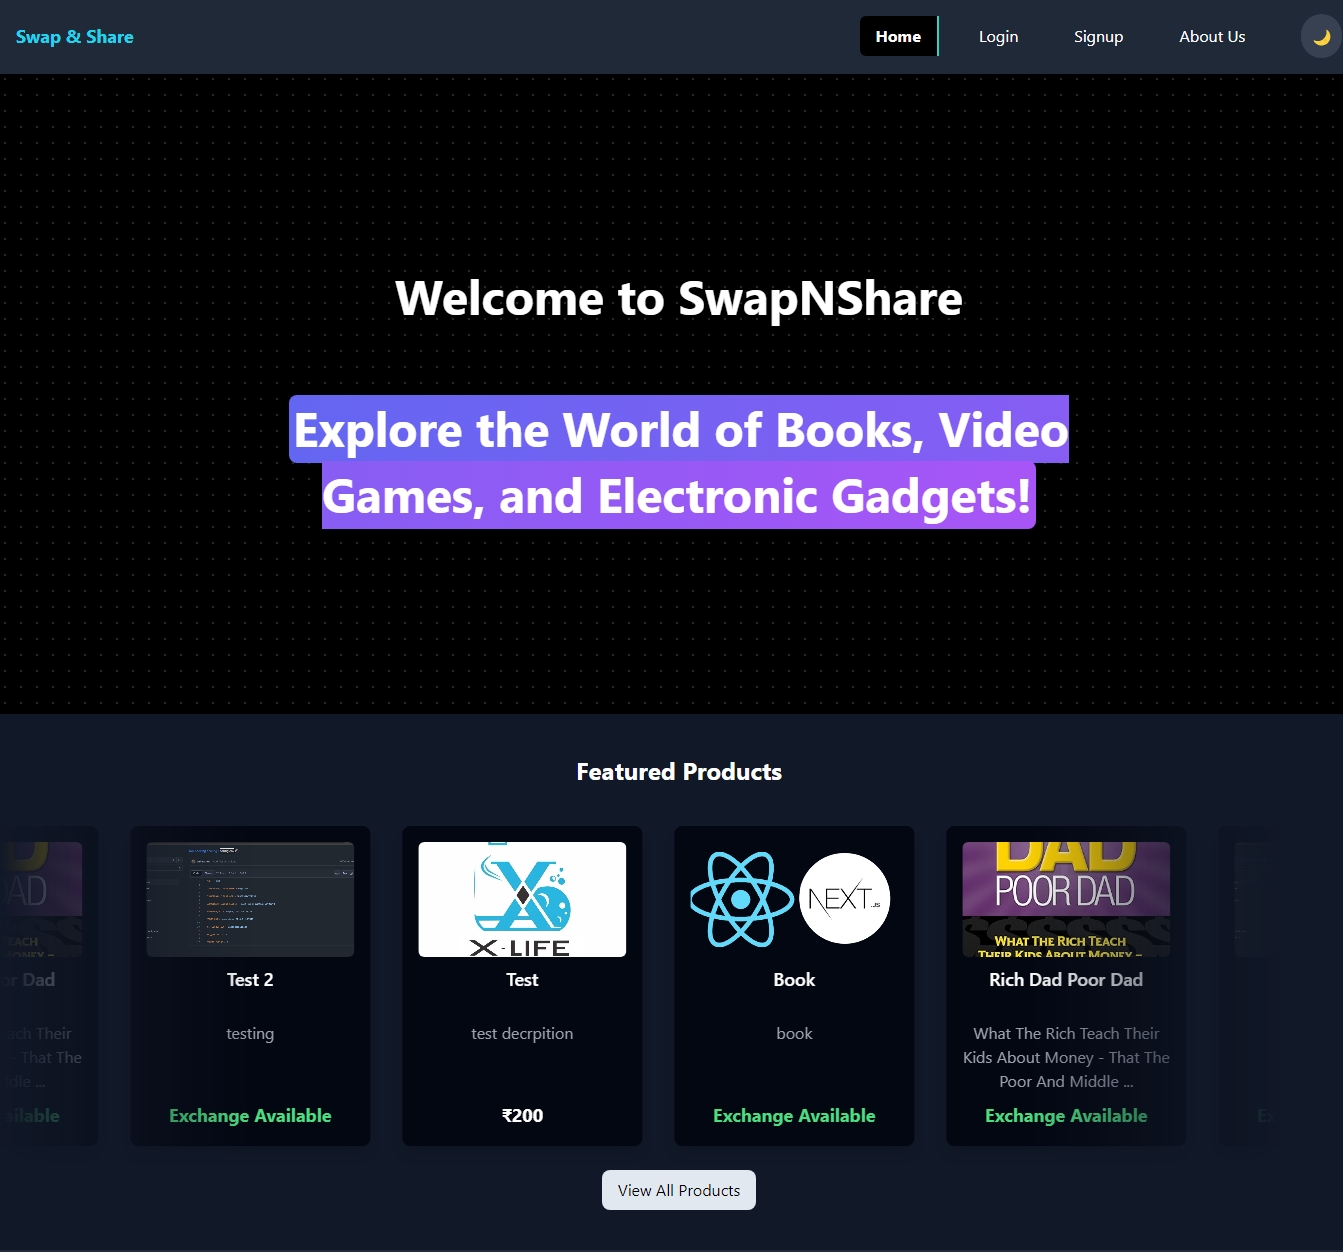 Swap & Share
Home
Login
Signup
About Us
Welcome to SwapNShare
Explore the World of Books, Video
Games, and Electronic Gadgets!
Featured Products
AD
or Dad
ach Their
- That The
ddle ...
ailable
Test 2
testing
Exchange Available
X-LIFE
Test
test decrpition
₹200
NEXT.JS
Book
book
Exchange Available
DAD
POOR DAD
WHAT THE RICH TEACH
THEIR KIDS ABOUT MONEY –
Rich Dad Poor Dad
What The Rich Teach Their
Kids About Money - That The
Poor And Middle ...
Exchange Available
Ex
View All Products